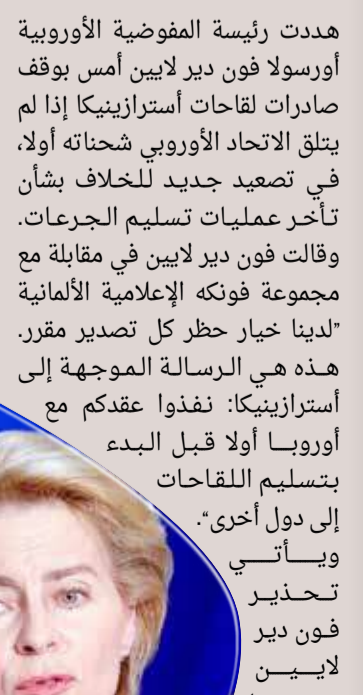 هددت رئيسة المفوضية الأوروبية
أورسولا فون دير لايين أمس بوقف
صادرات لقاحات أسترازينيكا إذا لم
يتلق الاتحاد الأوروبي شحناته أولا،
في تصعيد جديد للخلاف بشأن
تأخر عمليات تسليم الجرعات.
وقالت فون دير لايين في مقابلة مع
مجموعة فونكه الإعلامية الألمانية
”لدينا خيار حظر كل تصدير مقرر.
هذه هي الرسالة الموجهة إلى
أسترازينيكا: نفذوا عقدكم مع
أوروبا أولا قبل البدء
بتسليم اللقاحات
إلى دول أخرى“.
ويأتي
تحذير
فون دير
لايين